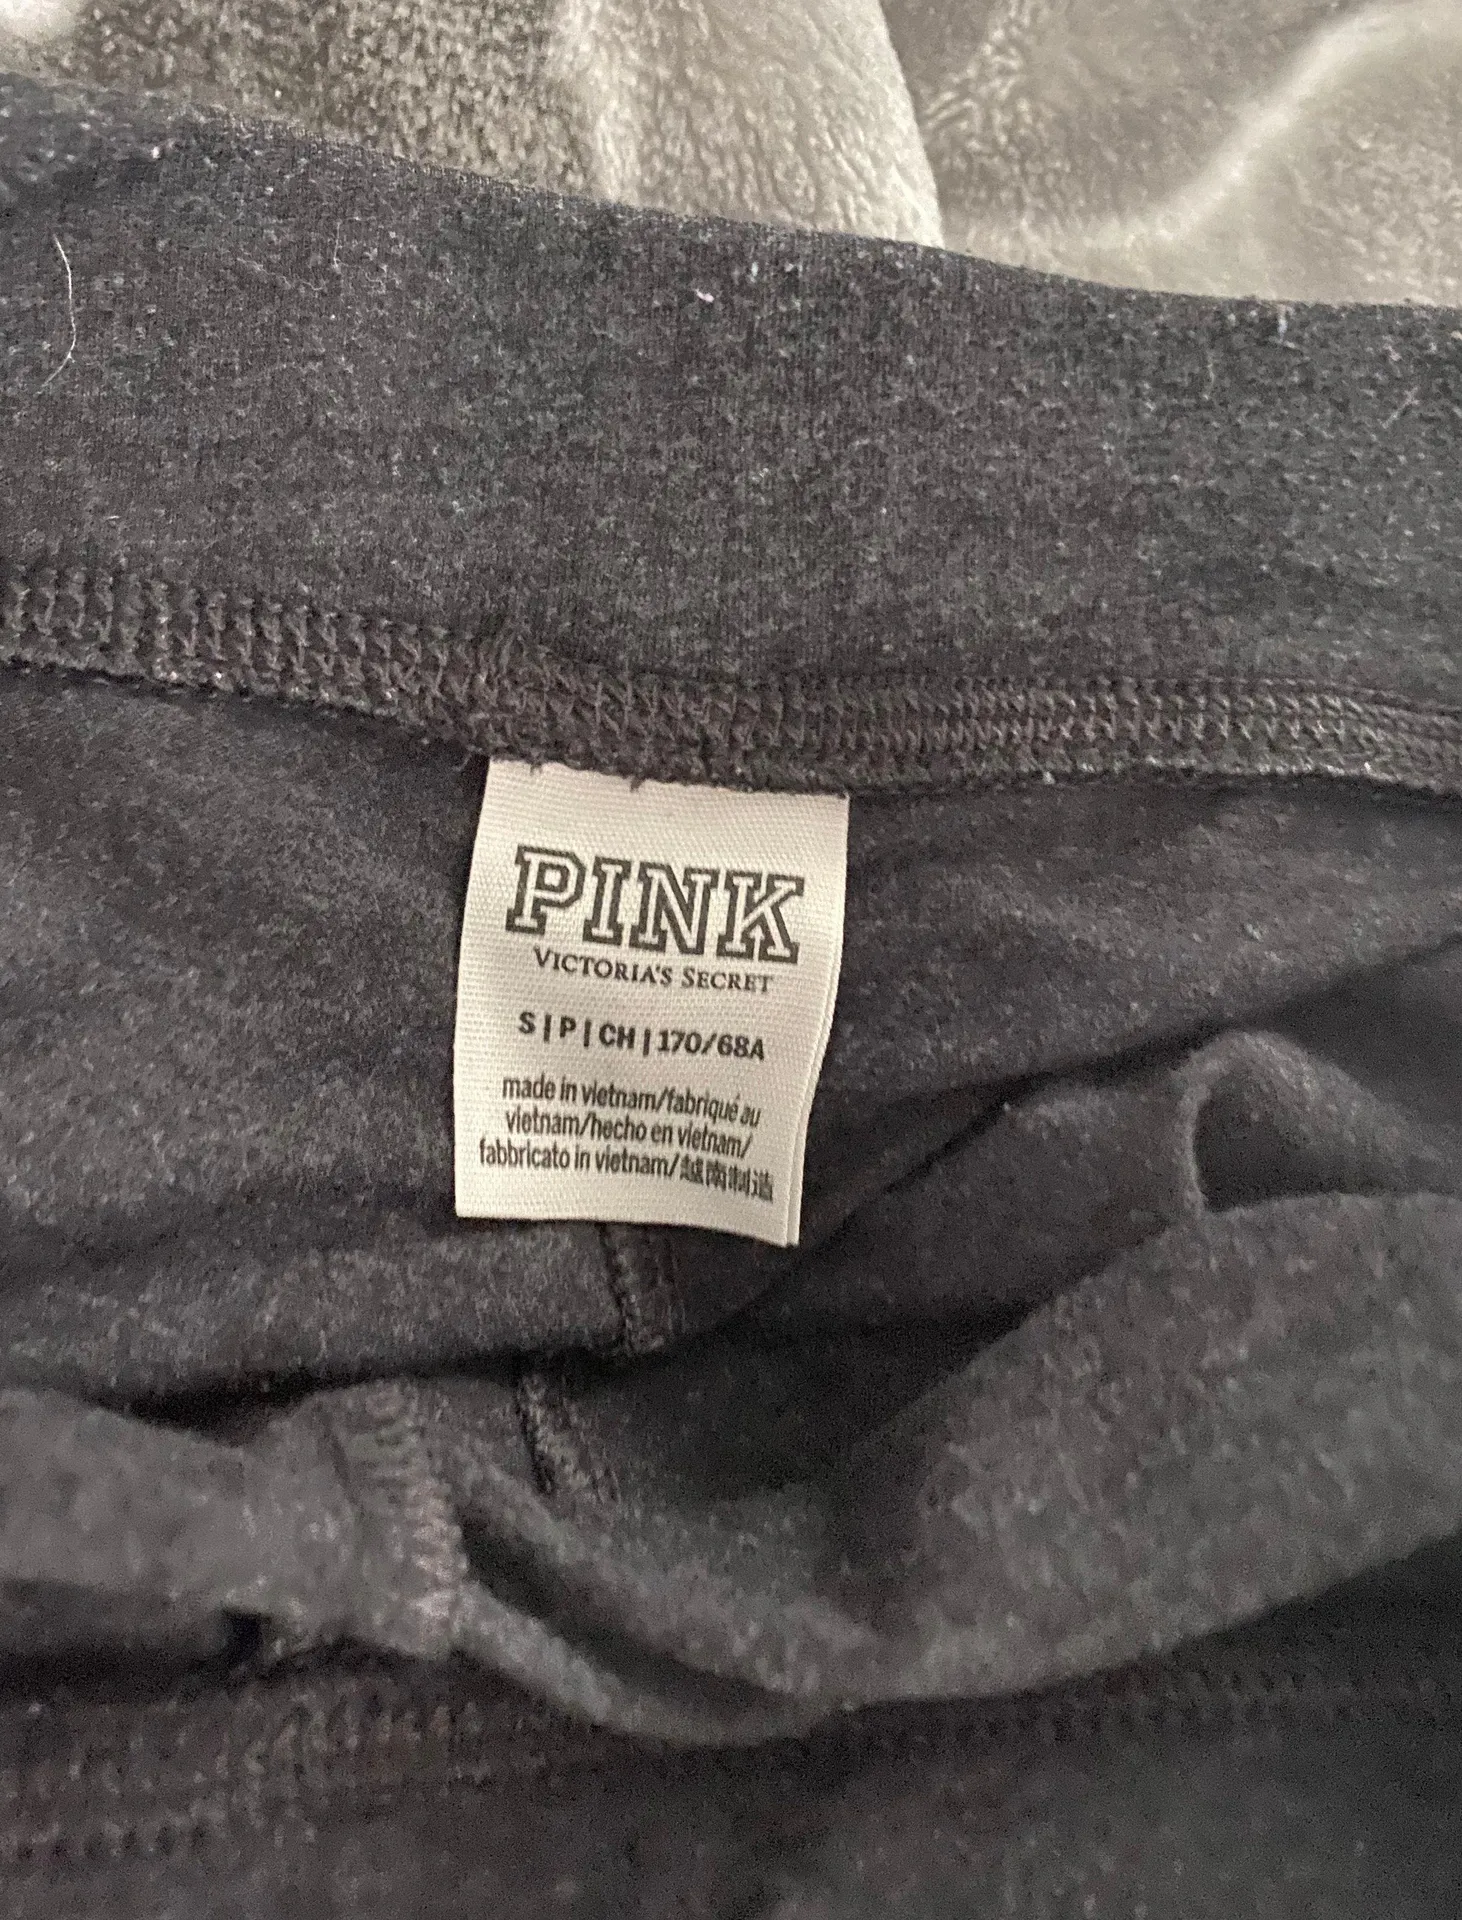 PINK
VICTORIA'S SECRET
S | P | CH | 170/68A
made in vietnam/fabriqué au
vietnam/hecho en vietnam/
fabbricato in vietnam/越南制造